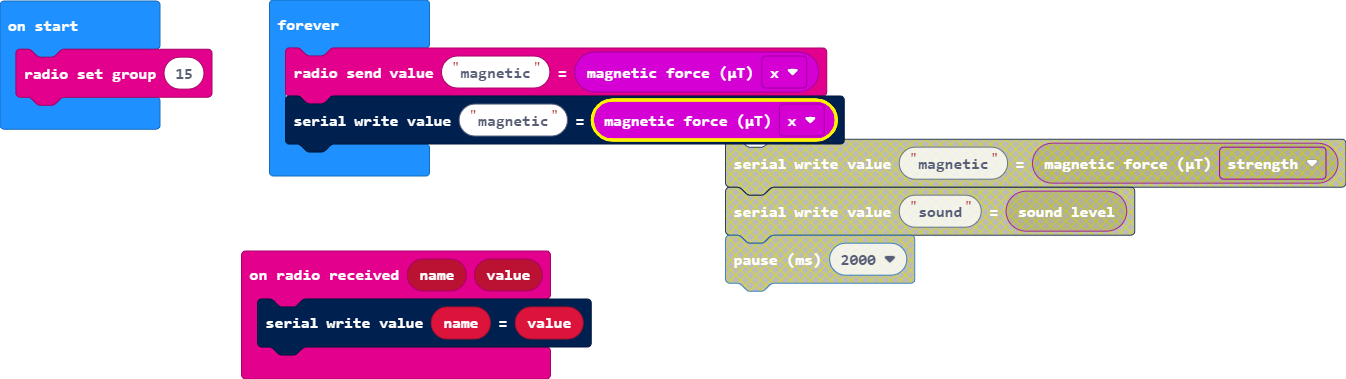 on start
radio set group 15
forever
radio send value "magnetic" = magnetic force (µT) x
serial write value "magnetic" = magnetic force (µT) x
serial write value "magnetic" = magnetic force (µT) strength
serial write value "sound" = sound level
pause (ms) 2000
on radio received name value
serial write value name = value